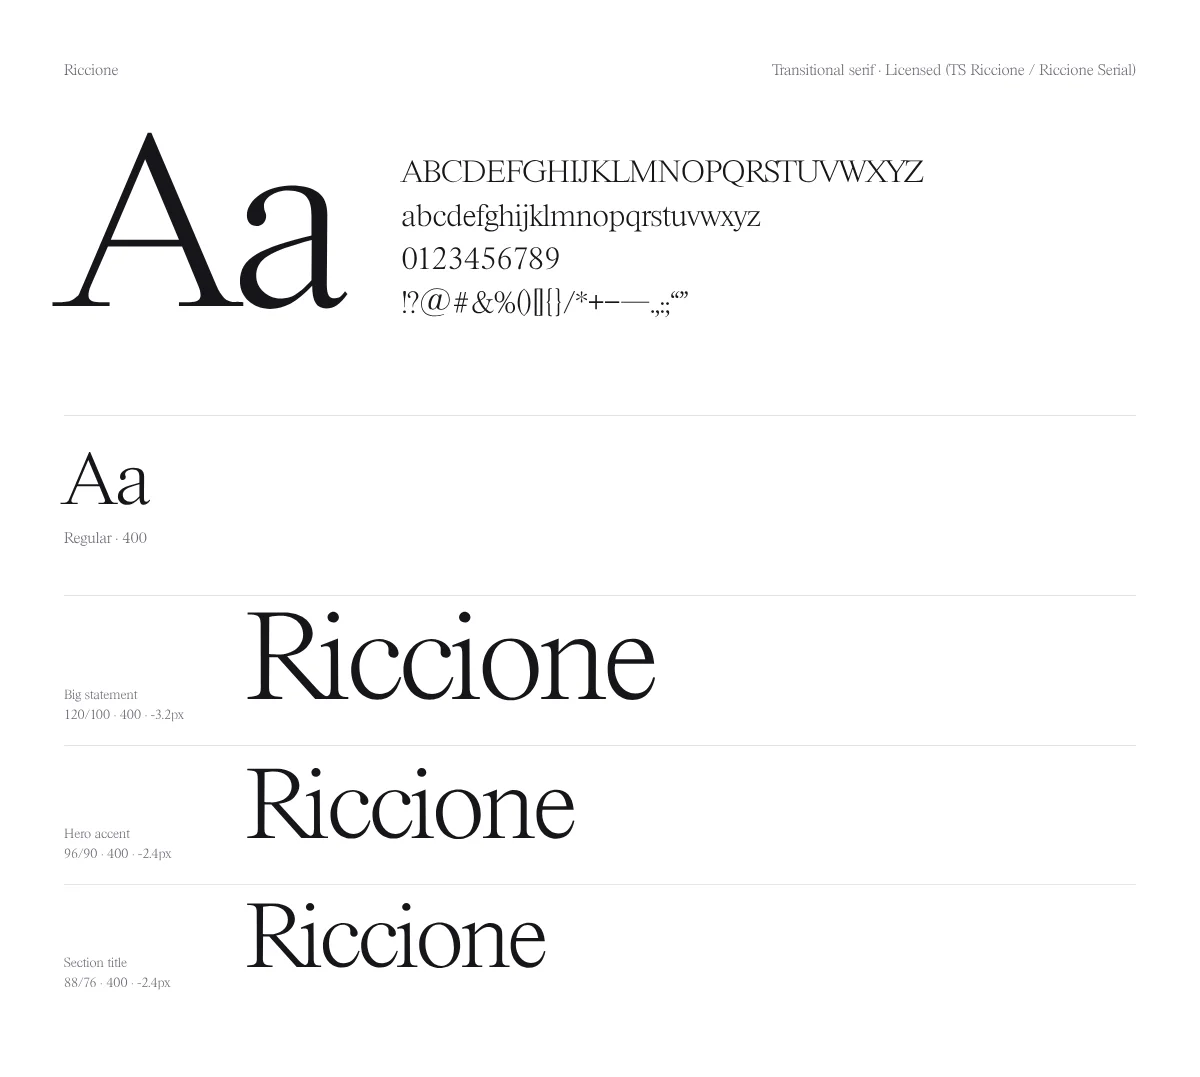 Riccione
Transitional serif · Licensed (TS Riccione / Riccione Serial)
Aa
ABCDEFGHIJKLMNOPQRSTUVWXYZ
abcdefghijklmnopqrstuvwxyz
0123456789
!?@#&%()[]{}/*+−—.,:;“”
Aa
Regular · 400
Riccione
Big statement
120/100 · 400 · -3.2px
Riccione
Hero accent
96/90 · 400 · -2.4px
Riccione
Section title
88/76 · 400 · -2.4px